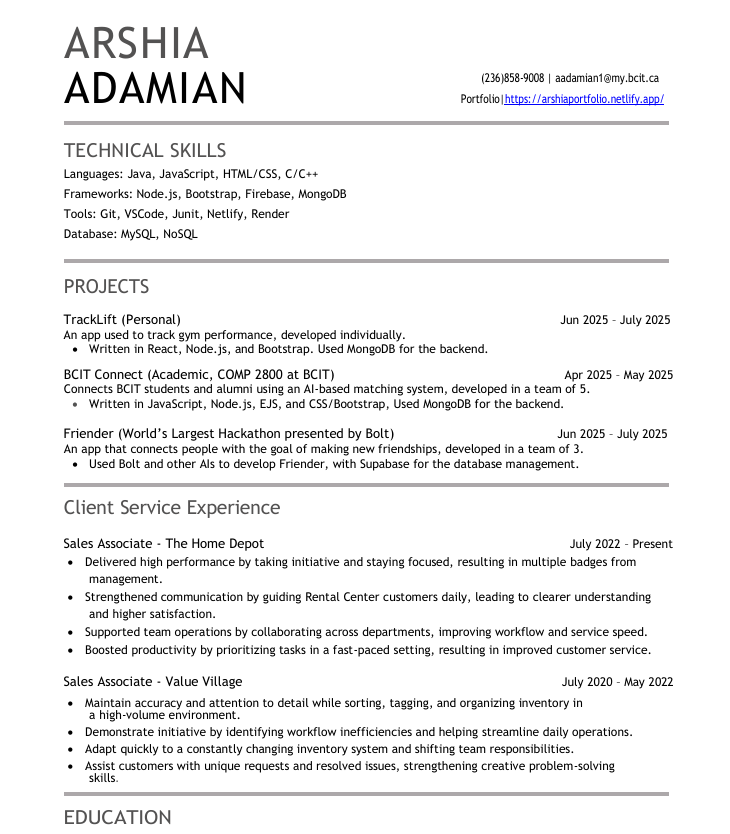 ARSHIA
ADAMIAN
(236)858-9008 | aadamian1@my.bcit.ca
Portfolio|https://arshiaportfolio.netlify.app/
TECHNICAL SKILLS
Languages: Java, JavaScript, HTML/CSS, C/C++
Frameworks: Node.js, Bootstrap, Firebase, MongoDB
Tools: Git, VSCode, Junit, Netlify, Render
Database: MySQL, NoSQL
PROJECTS
TrackLift (Personal) Jun 2025 – July 2025
An app used to track gym performance, developed individually.
• Written in React, Node.js, and Bootstrap. Used MongoDB for the backend.
BCIT Connect (Academic, COMP 2800 at BCIT) Apr 2025 – May 2025
Connects BCIT students and alumni using an AI-based matching system, developed in a team of 5.
• Written in JavaScript, Node.js, EJS, and CSS/Bootstrap, Used MongoDB for the backend.
Friender (World’s Largest Hackathon presented by Bolt) Jun 2025 – July 2025
An app that connects people with the goal of making new friendships, developed in a team of 3.
• Used Bolt and other AIs to develop Friender, with Supabase for the database management.
Client Service Experience
Sales Associate - The Home Depot July 2022 – Present
• Delivered high performance by taking initiative and staying focused, resulting in multiple badges from
management.
• Strengthened communication by guiding Rental Center customers daily, leading to clearer understanding
and higher satisfaction.
• Supported team operations by collaborating across departments, improving workflow and service speed.
• Boosted productivity by prioritizing tasks in a fast-paced setting, resulting in improved customer service.
Sales Associate - Value Village July 2020 – May 2022
• Maintain accuracy and attention to detail while sorting, tagging, and organizing inventory in
a high-volume environment.
• Demonstrate initiative by identifying workflow inefficiencies and helping streamline daily operations.
• Adapt quickly to a constantly changing inventory system and shifting team responsibilities.
• Assist customers with unique requests and resolved issues, strengthening creative problem-solving
skills.
EDUCATION